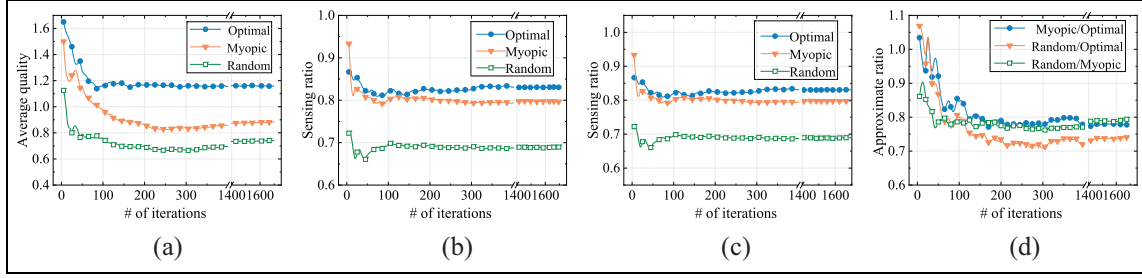 Average quality
1.6
1.4
1.2
1.0
0.8
0.6
0.4
Optimal
Myopic
Random
0 100 200 300 1400 1600
# of iterations
(a)
Sensing ratio
1.0
0.9
0.8
0.7
0.6
Optimal
Myopic
Random
0 100 200 300 1400 1600
# of iterations
(b)
Sensing ratio
1.0
0.9
0.8
0.7
0.6
Optimal
Myopic
Random
0 100 200 300 1400 1600
# of iterations
(c)
Approximate ratio
1.1
1.0
0.9
0.8
0.7
0.6
Myopic/Optimal
Random/Optimal
Random/Myopic
0 100 200 300 1400 1600
# of iterations
(d)